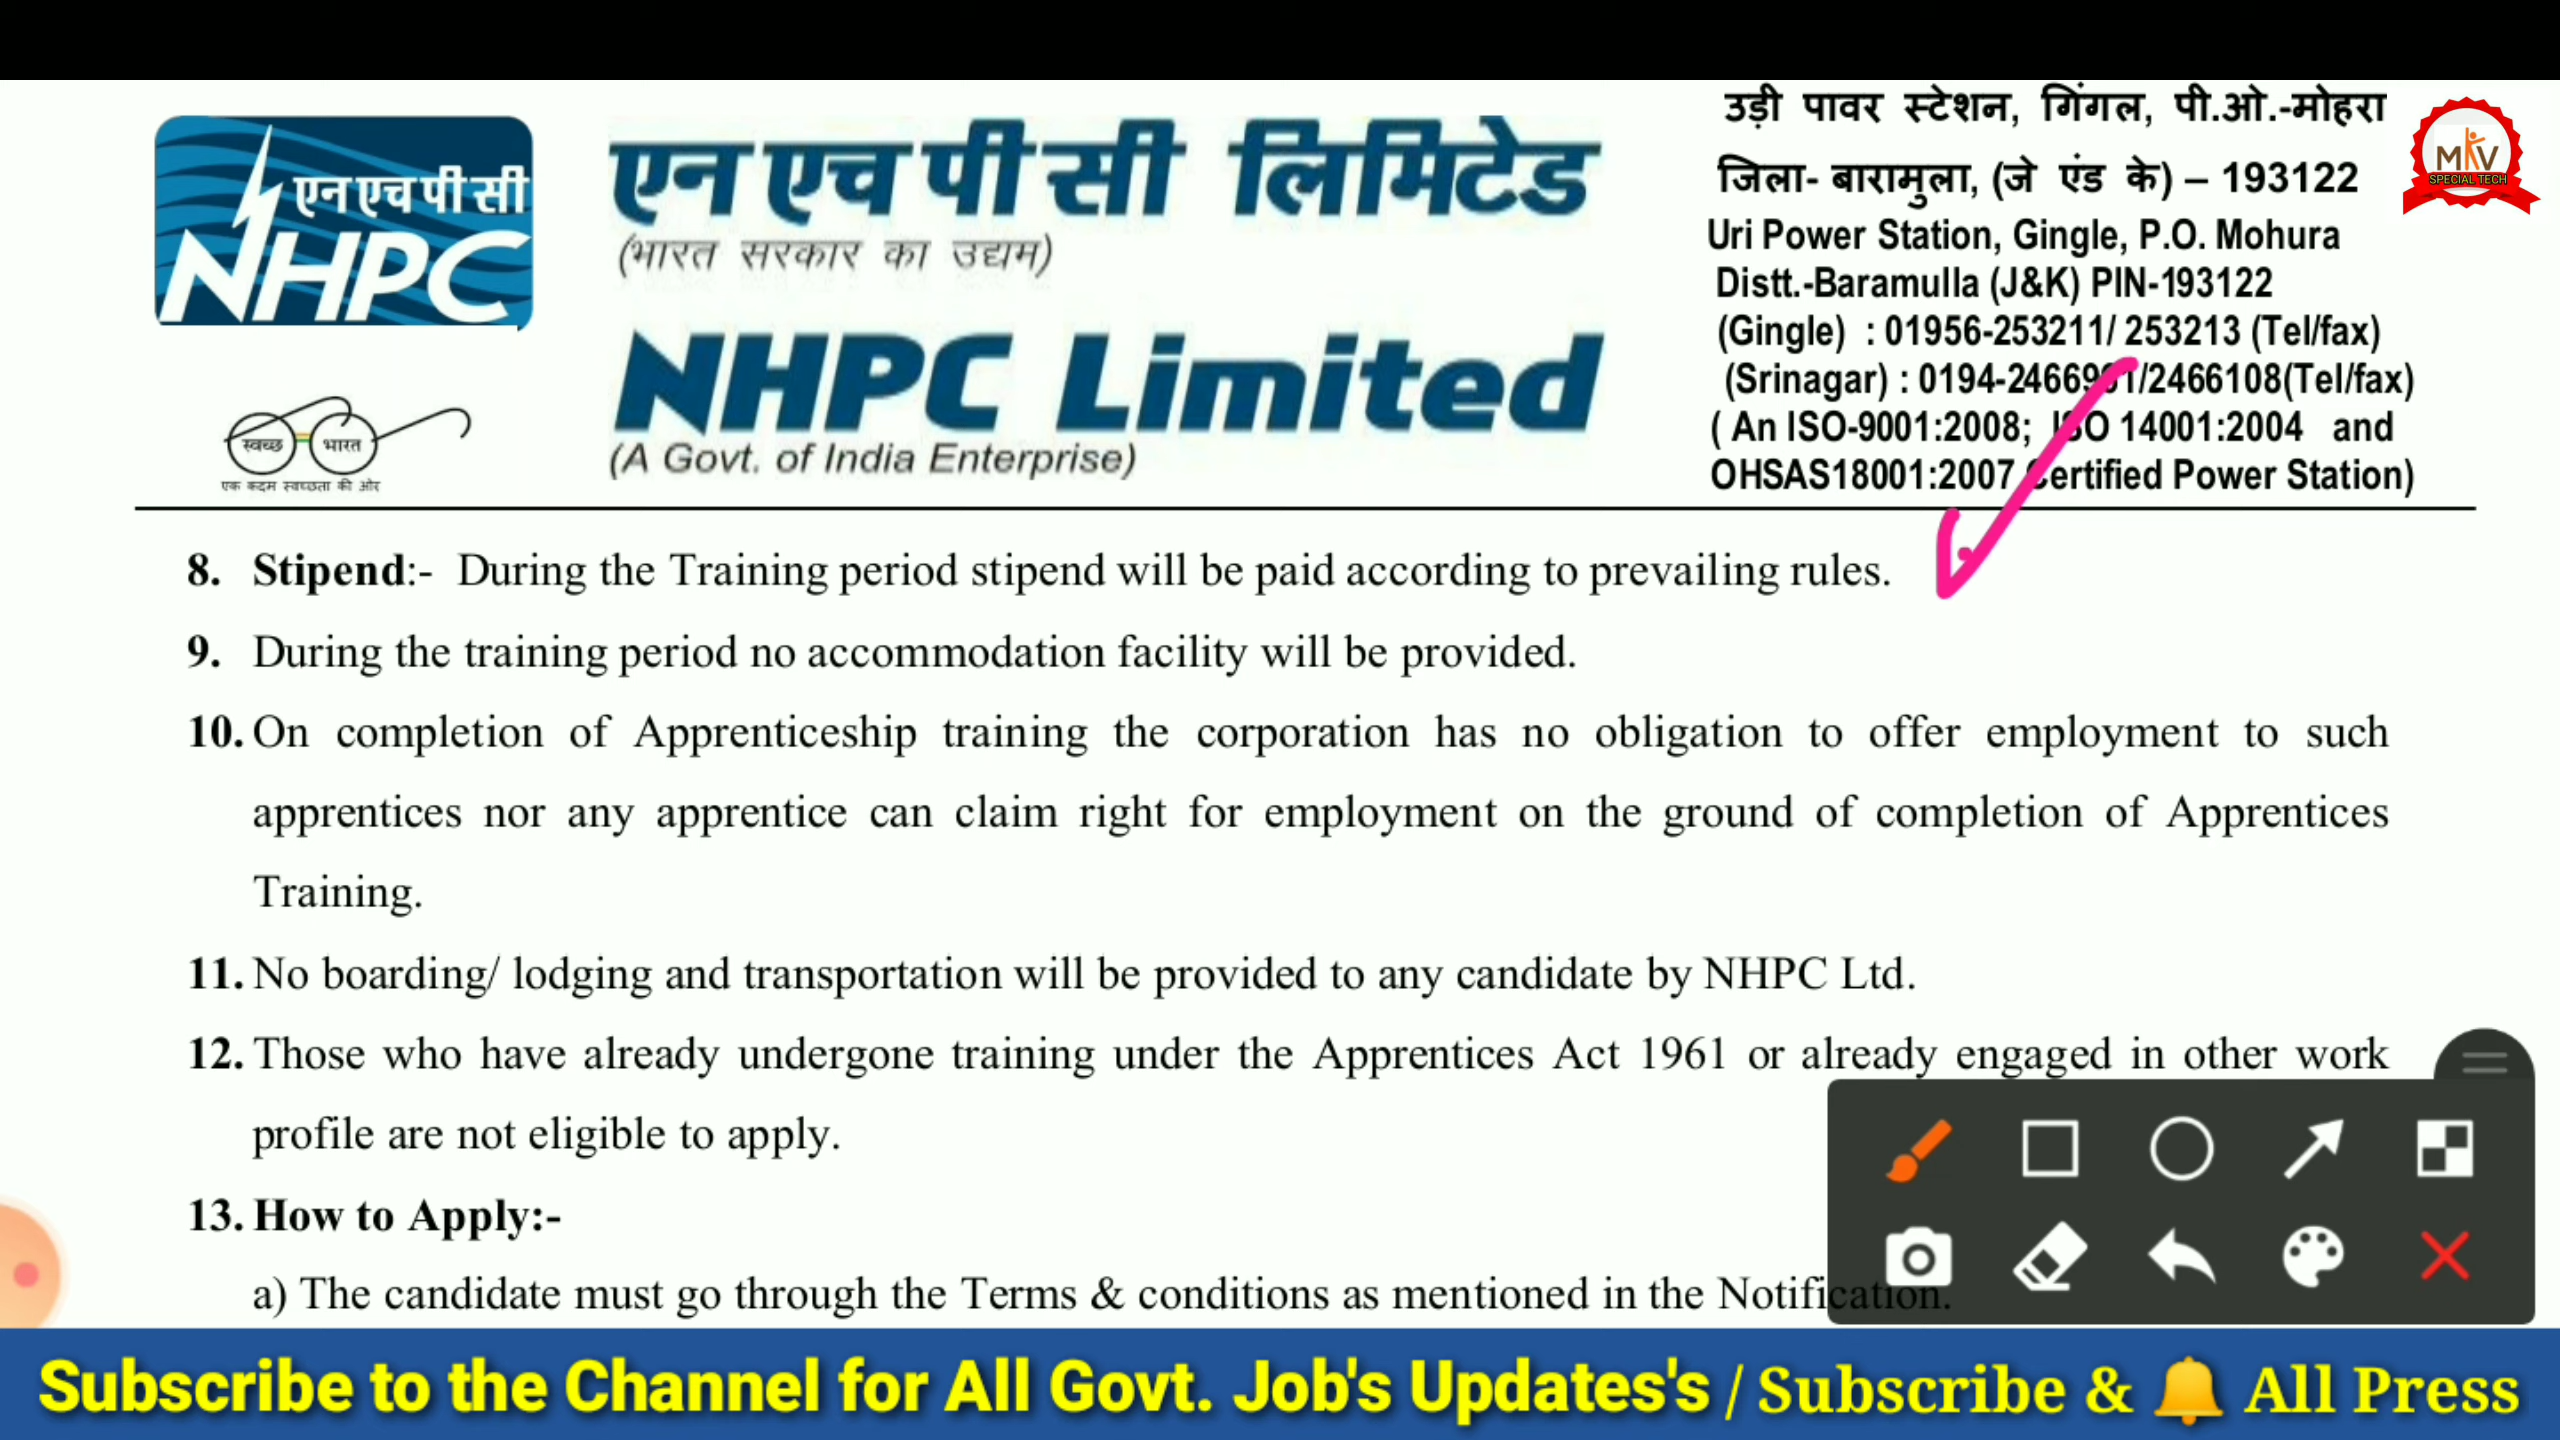 उड़ी पावर स्टेशन, गिंगल, पी.ओ.-मोहरा
जिला- बारामुला, (जे एंड के) – 193122
Uri Power Station, Gingle, P.O. Mohura
Distt.-Baramulla (J&K) PIN-193122
(Gingle) : 01956-253211/ 253213 (Tel/fax)
(Srinagar) : /2466108(Tel/fax)
( An ISO-9001:2008; ISO 14001:2004 and
OHSAS18001:2007 Certified Power Station)
MKV
SPECIAL TECH
एन एच पी सी
NHPC
एन एच पी सी लिमिटेड
(भारत सरकार का उद्यम)
NHPC Limited
(A Govt. of India Enterprise)
स्वच्छ भारत
एक कदम स्वच्छता की ओर
8. Stipend:- During the Training period stipend will be paid according to prevailing rules.
9. During the training period no accommodation facility will be provided.
10. On completion of Apprenticeship training the corporation has no obligation to offer employment to such
apprentices nor any apprentice can claim right for employment on the ground of completion of Apprentices
Training.
11. No boarding/ lodging and transportation will be provided to any candidate by NHPC Ltd.
12. Those who have already undergone training under the Apprentices Act 1961 or already engaged in other work
profile are not eligible to apply.
13. How to Apply:-
a) The candidate must go through the Terms & conditions as mentioned in the Notification.
Subscribe to the Channel for All Govt. Job's Updates's / Subscribe & All Press